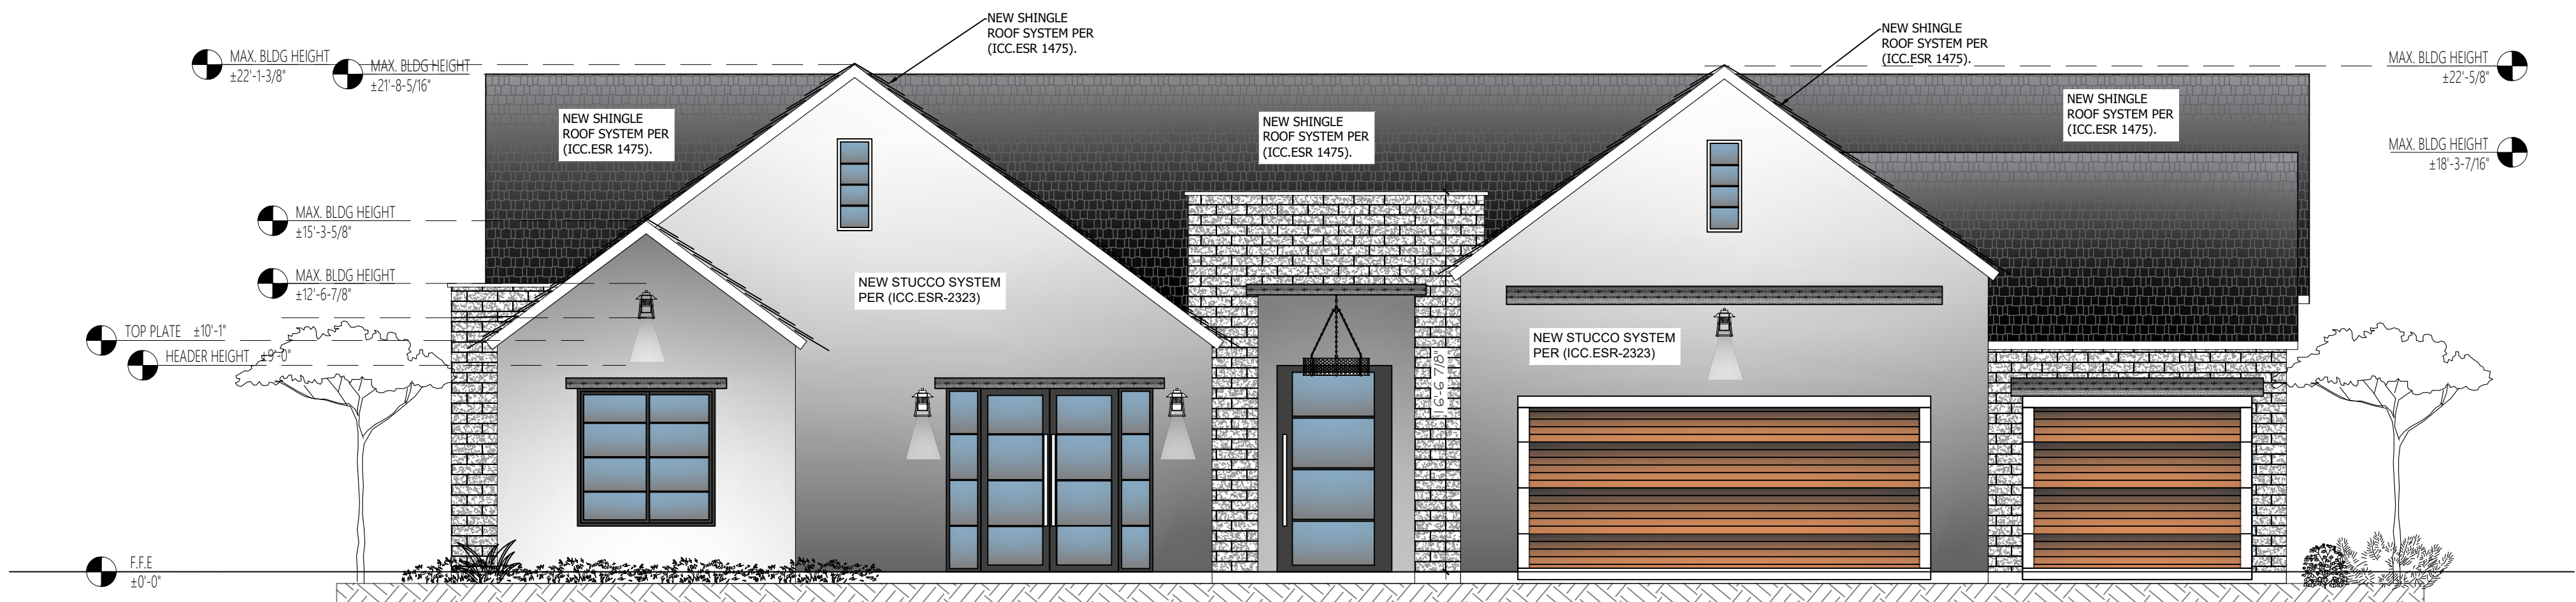 NEW SHINGLE
ROOF SYSTEM PER
(ICC.ESR 1475).
NEW SHINGLE
ROOF SYSTEM PER
(ICC.ESR 1475).
MAX. BLDG HEIGHT
±22'-1-3/8"
MAX. BLDG HEIGHT
±21'-8-5/16"
MAX. BLDG HEIGHT
±22'-5/8"
NEW SHINGLE
ROOF SYSTEM PER
(ICC.ESR 1475).
NEW SHINGLE
ROOF SYSTEM PER
(ICC.ESR 1475).
NEW SHINGLE
ROOF SYSTEM PER
(ICC.ESR 1475).
MAX. BLDG HEIGHT
±18'-3-7/16"
MAX. BLDG HEIGHT
±15'-3-5/8"
MAX. BLDG HEIGHT
±12'-6-7/8"
NEW STUCCO SYSTEM
PER (ICC.ESR-2323)
TOP PLATE ±10'-1"
HEADER HEIGHT ±9'-0"
NEW STUCCO SYSTEM
PER (ICC.ESR-2323)
16'-6 7/8"
F.F.E
±0'-0"